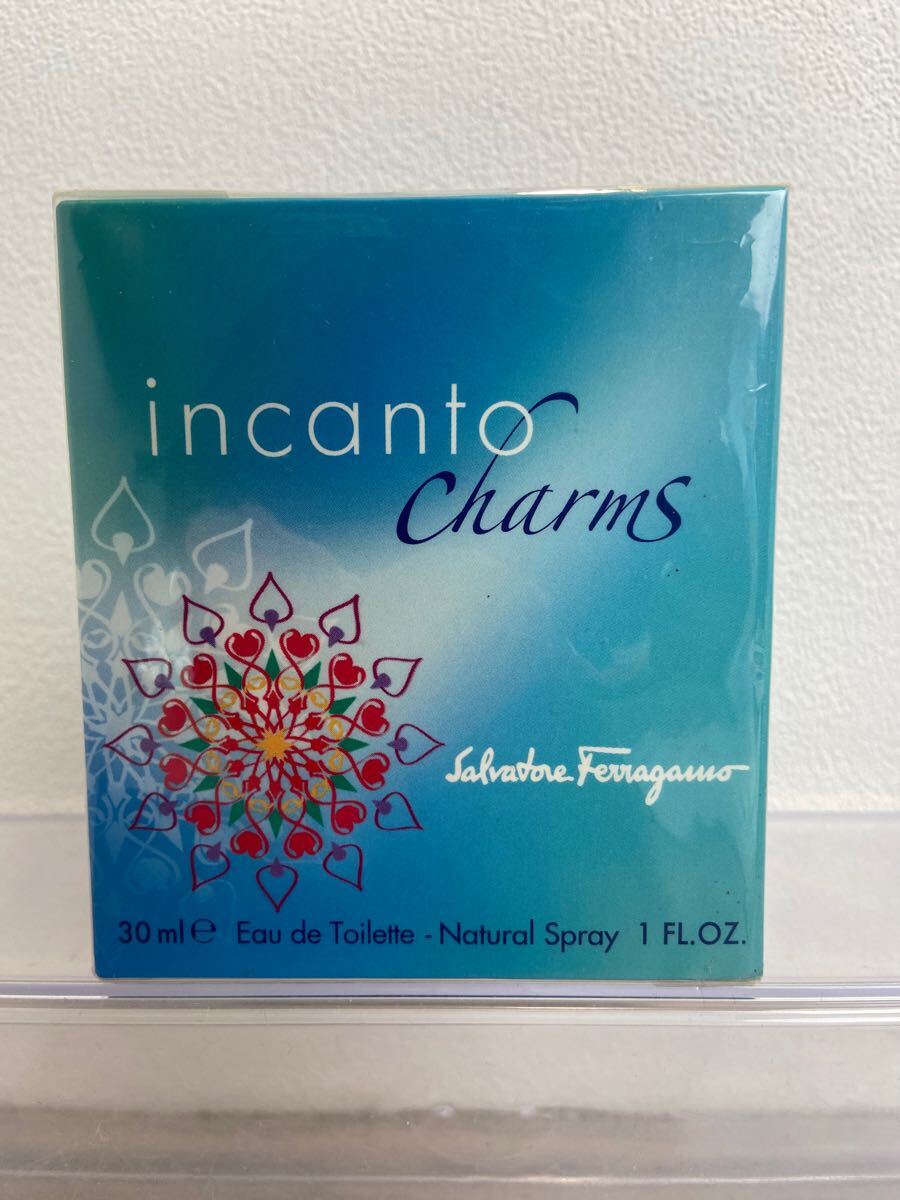 incanto
Charms
Salvatore Ferragamo
30 ml ℮ Eau de Toilette - Natural Spray 1 FL.OZ.